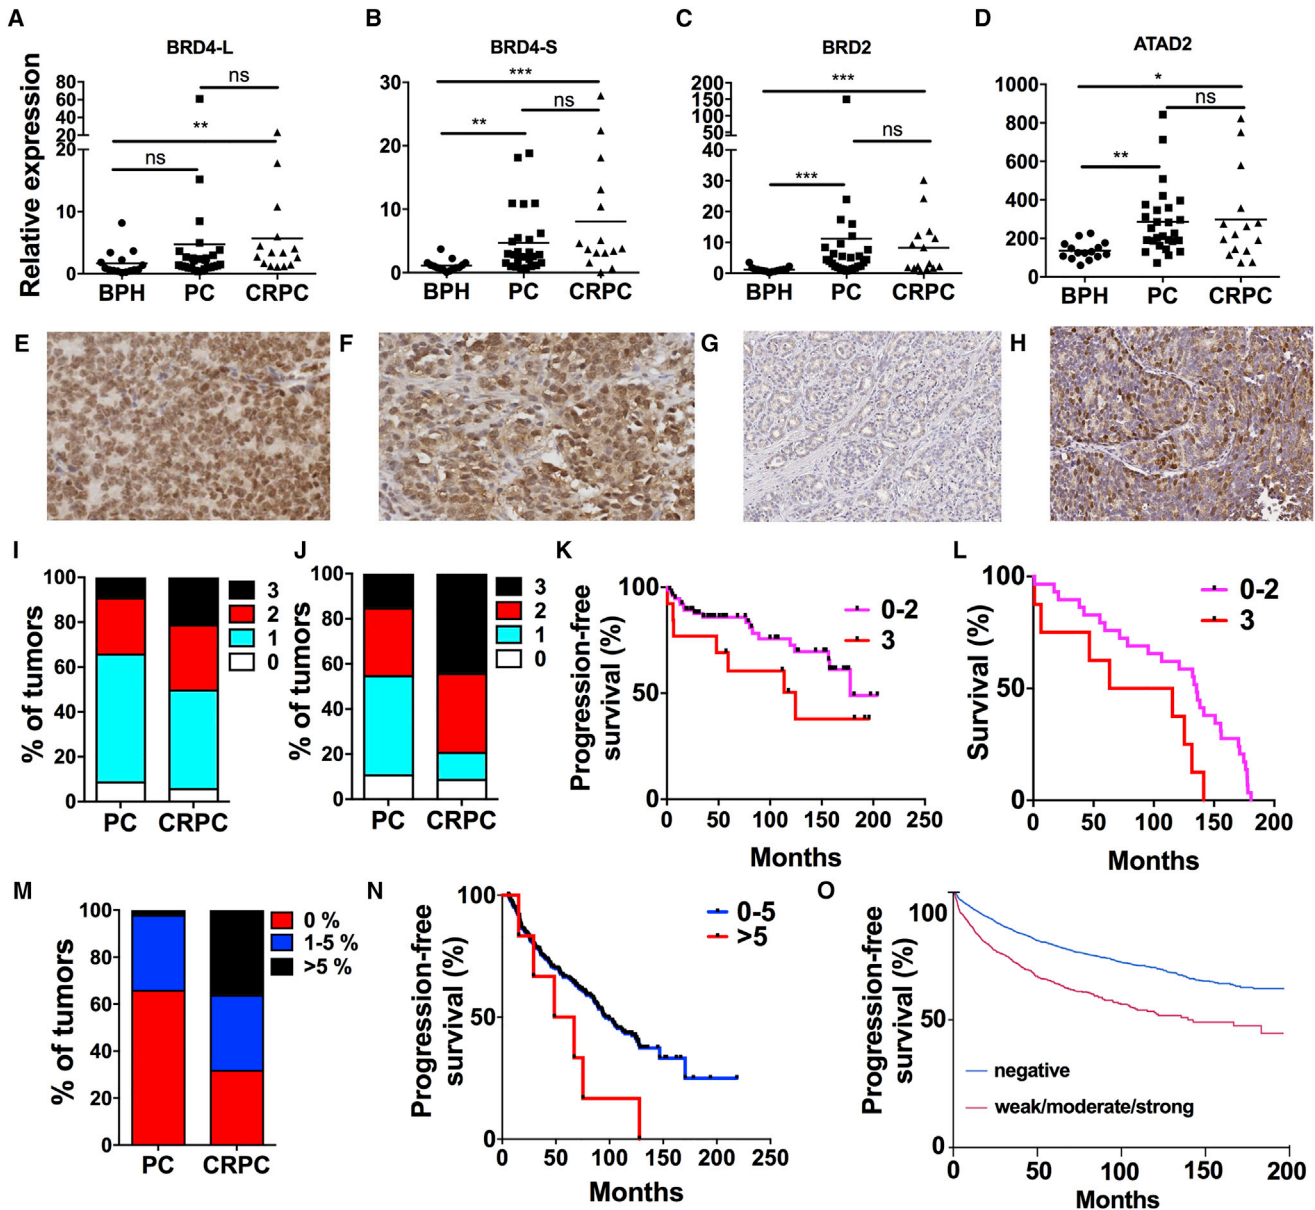 A
BRD4-L
Relative expression
80
60
40
20
20
10
0
ns
**
ns
BPH PC CRPC
B
BRD4-S
30
20
10
0
***
ns
**
BPH PC CRPC
C
BRD2
200
150
100
50
40
30
20
10
0
***
ns
***
BPH PC CRPC
D
ATAD2
1000
800
600
400
200
0
*
ns
**
BPH PC CRPC
E
F
G
H
I
% of tumors
100
80
60
40
20
0
PC CRPC
3
2
1
0
J
% of tumors
100
80
60
40
20
0
PC CRPC
3
2
1
0
K
Progression-free
survival (%)
100
50
0
0 50 100 150 200 250
Months
0-2
3
L
Survival (%)
100
50
0
0 50 100 150 200
Months
0-2
3
M
% of tumors
100
80
60
40
20
0
PC CRPC
0 %
1-5 %
>5 %
N
Progression-free
survival (%)
100
50
0
0 50 100 150 200 250
Months
0-5
>5
O
Progression-free
survival (%)
100
50
0
0 50 100 150 200
Months
negative
weak/moderate/strong